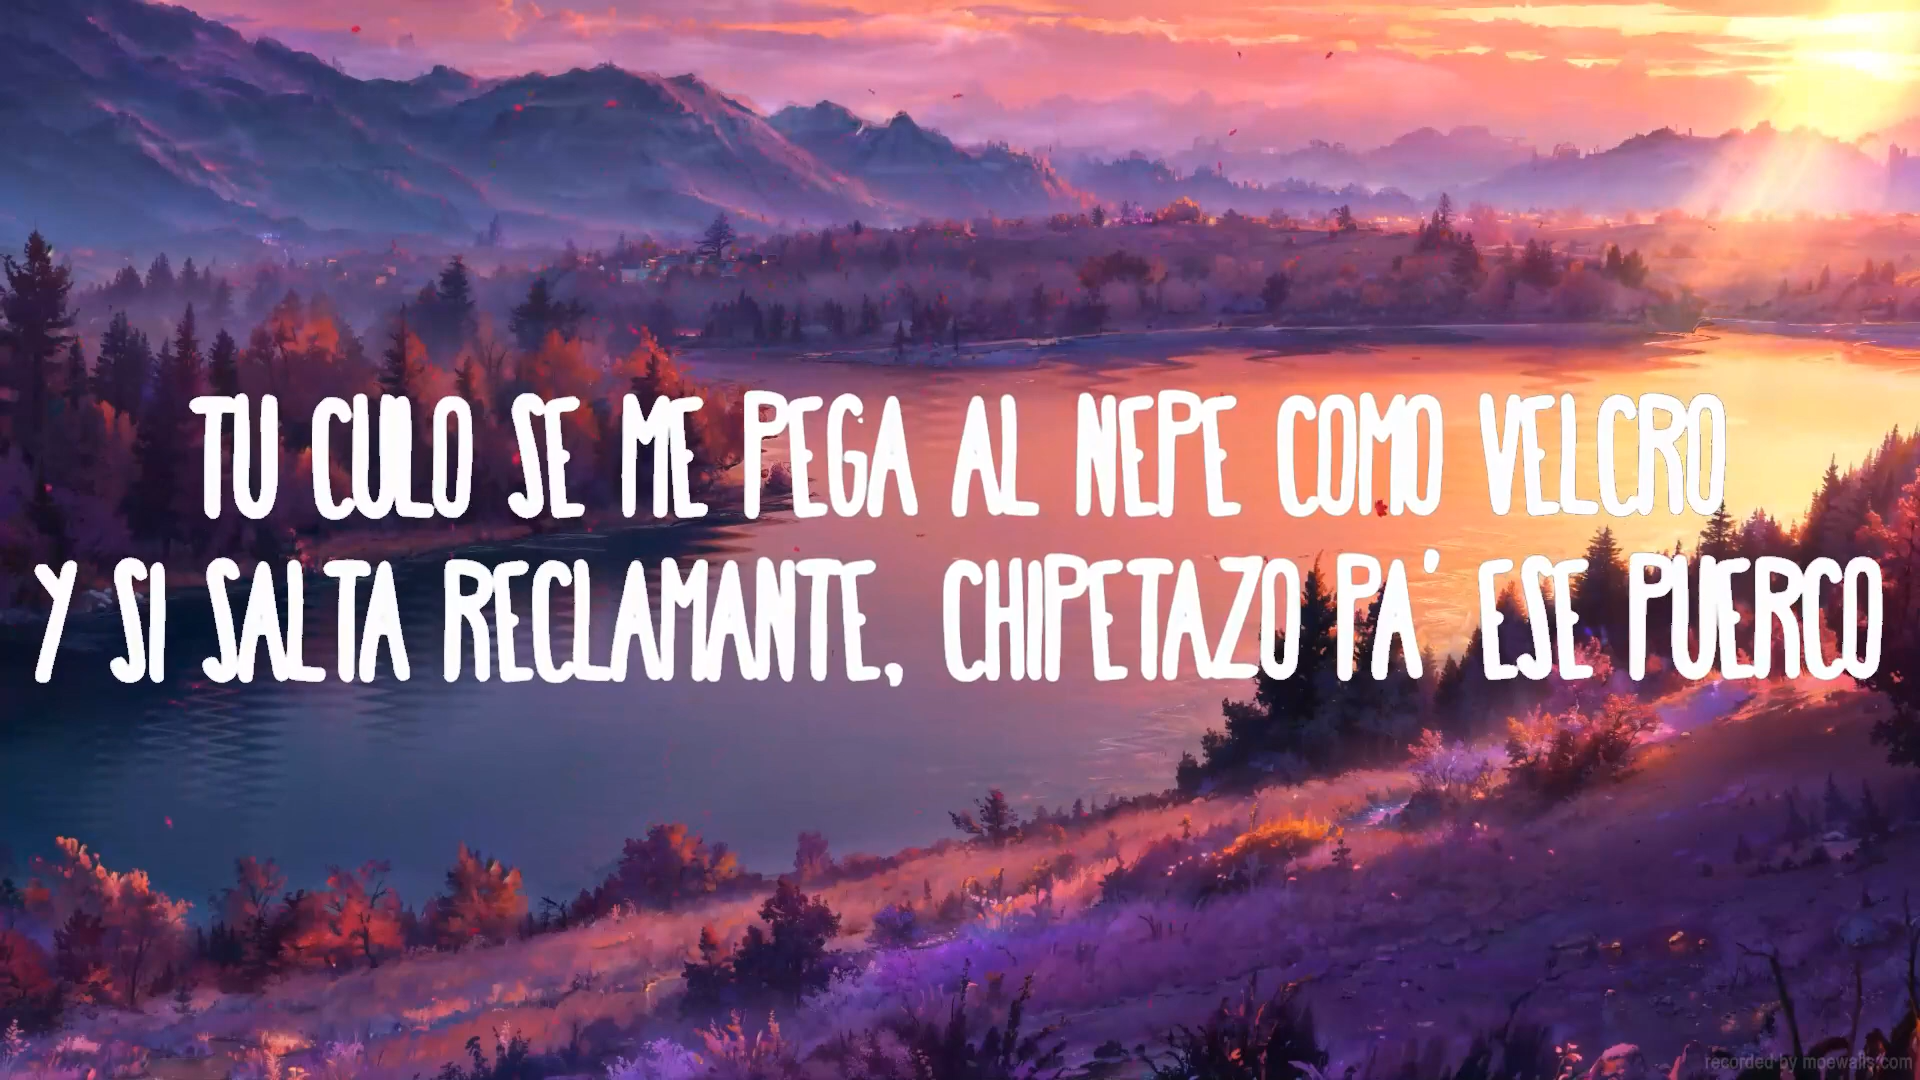 TU CULO SE ME PEGA AL NEPE COMO VELCRO
Y SI SALTA RECLAMANTE, CHIPETAZO PA' ESE PUERCO
recorded by moewalls.com